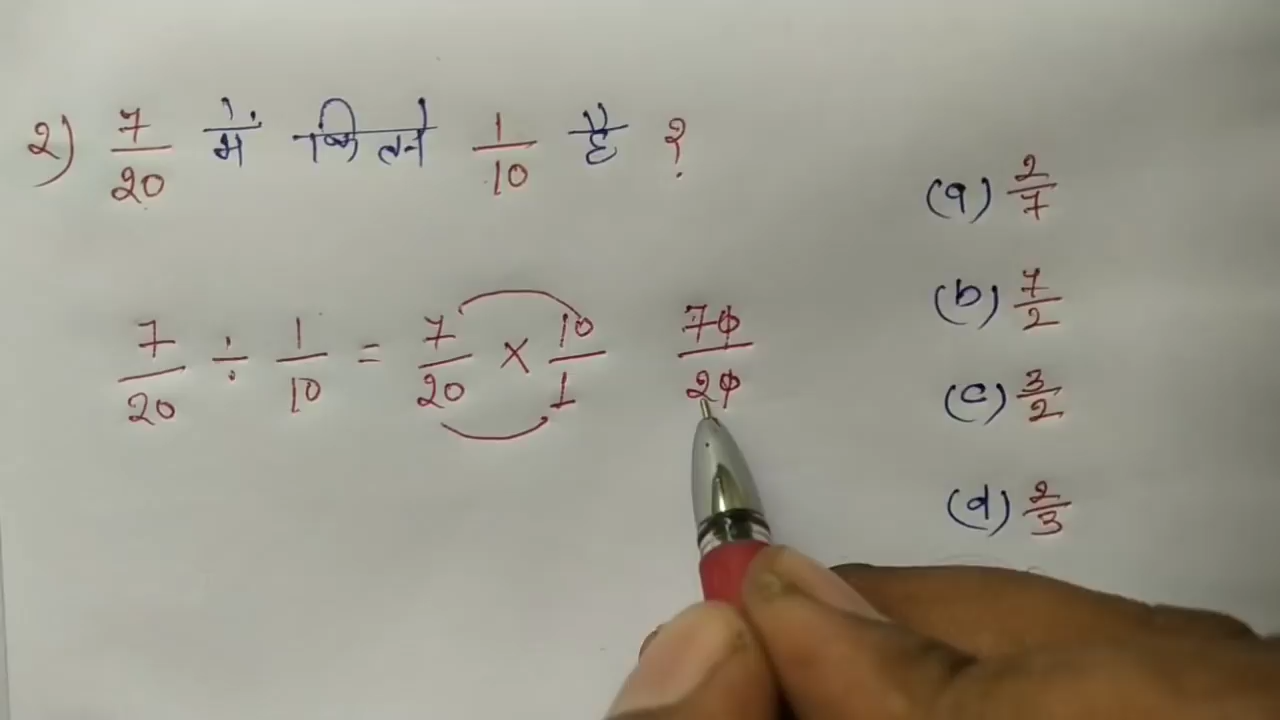 2) 7/20 में कितने 1/10 है ?
(a) 2/7
(b) 7/2
7/20 ÷ 1/10 = 7/20 × 10/1 70/20
(c) 3/2
(d) 2/3